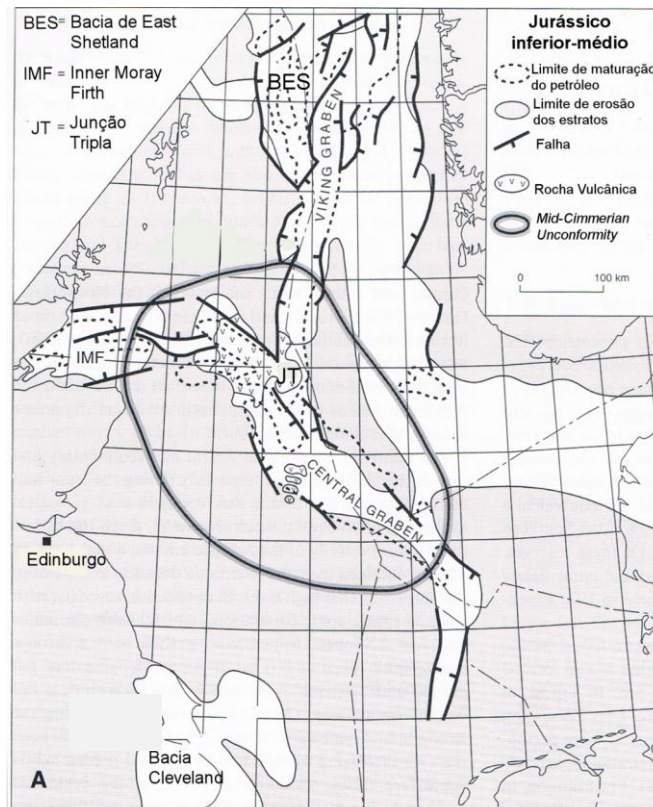 BES= Bacia de East
Shetland
IMF = Inner Moray
Firth
JT = Junção
Tripla
Jurássico
inferior-médio
Limite de maturação
do petróleo
Limite de erosão
dos estratos
Falha
Rocha Vulcânica
Mid-Cimmerian
Unconformity
0 100 km
BES
VIKING GRABEN
IMF
JT
CENTRAL GRABEN
Edinburgo
Bacia
Cleveland
A